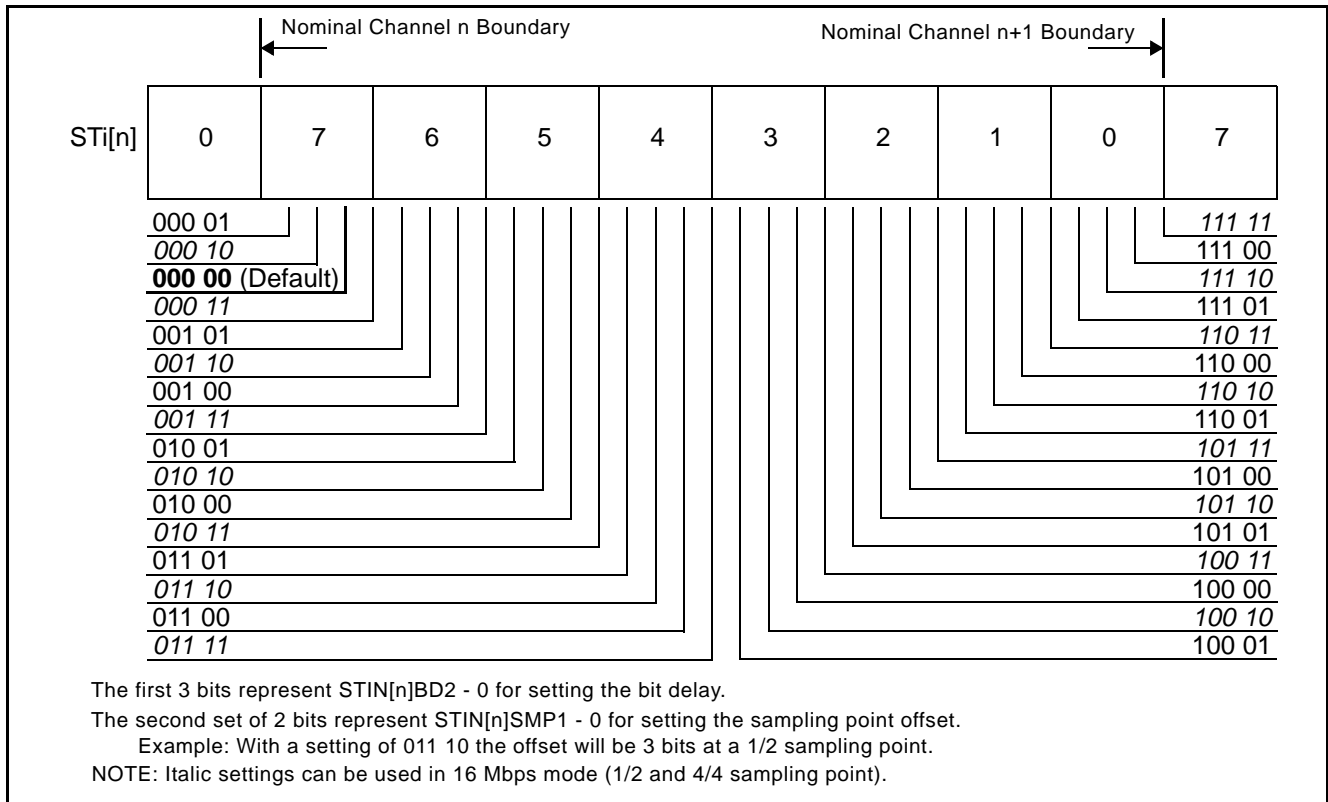 Nominal Channel n Boundary
Nominal Channel n+1 Boundary
STi[n] 0 7 6 5 4 3 2 1 0 7
000 01 111 11
000 10 111 00
000 00 (Default) 111 10
000 11 111 01
001 01 110 11
001 10 110 00
001 00 110 10
001 11 110 01
010 01 101 11
010 10 101 00
010 00 101 10
010 11 101 01
011 01 100 11
011 10 100 00
011 00 100 10
011 11 100 01
The first 3 bits represent STIN[n]BD2 - 0 for setting the bit delay.
The second set of 2 bits represent STIN[n]SMP1 - 0 for setting the sampling point offset.
Example: With a setting of 011 10 the offset will be 3 bits at a 1/2 sampling point.
NOTE: Italic settings can be used in 16 Mbps mode (1/2 and 4/4 sampling point).